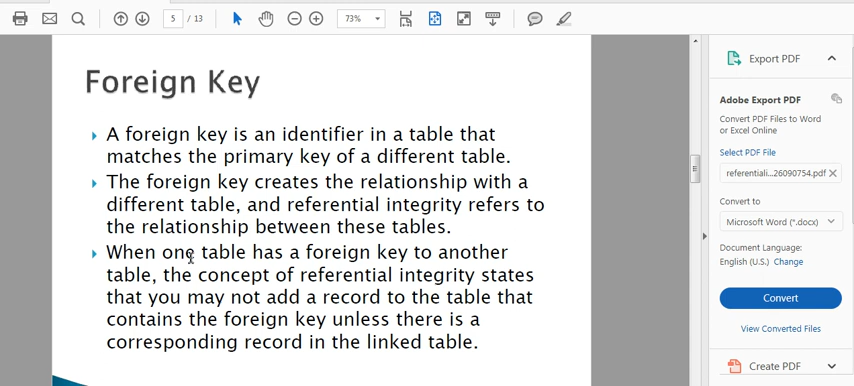 5 / 13
73%
Foreign Key
A foreign key is an identifier in a table that
matches the primary key of a different table.
The foreign key creates the relationship with a
different table, and referential integrity refers to
the relationship between these tables.
When one table has a foreign key to another
table, the concept of referential integrity states
that you may not add a record to the table that
contains the foreign key unless there is a
corresponding record in the linked table.
Export PDF
Adobe Export PDF
Convert PDF Files to Word
or Excel Online
Select PDF File
referentiali...26090754.pdf
Convert to
Microsoft Word (*.docx)
Document Language:
English (U.S.) Change
Convert
View Converted Files
Create PDF